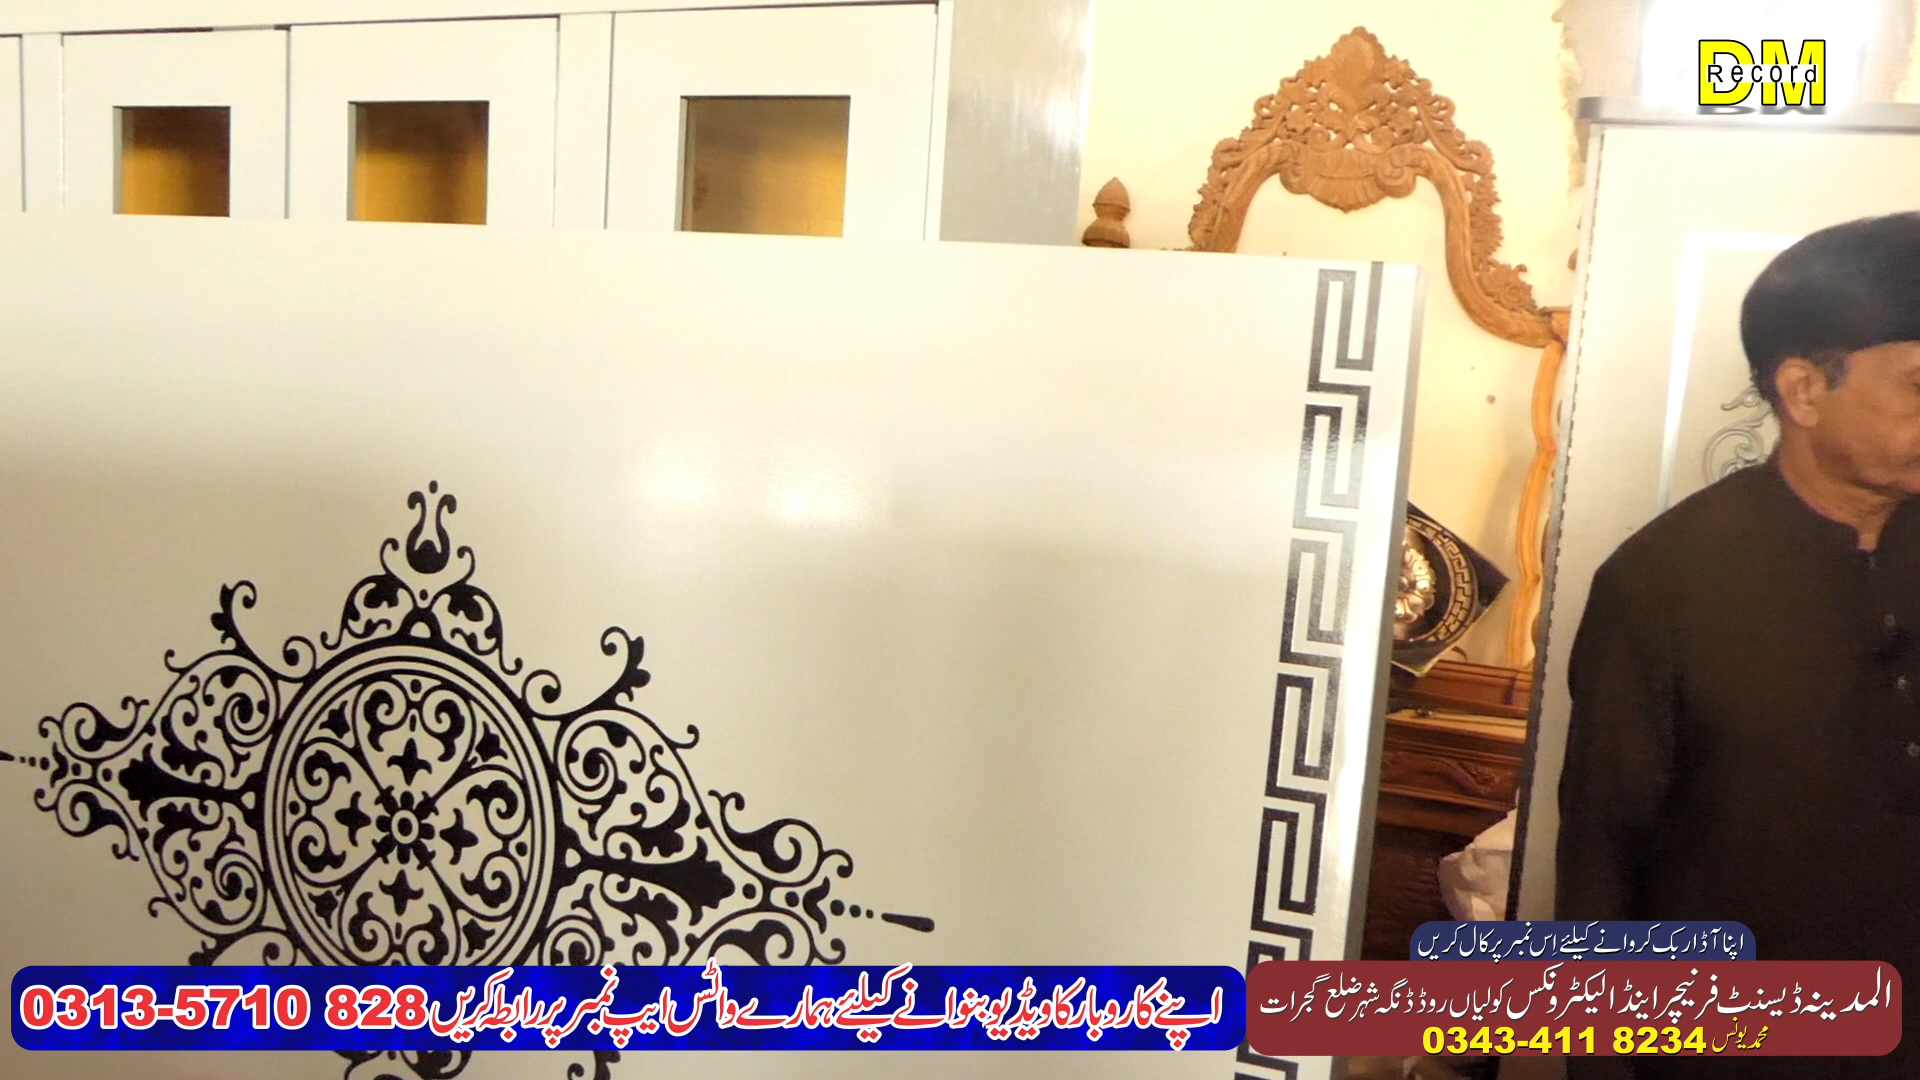 DM
Record
اپنا آڈار بک کروانے کیلئے اِس نمبر پر کال کریں
المدینہ ڈیسنٹ فرنیچر اینڈ الیکٹرونکس کولیاں روڈ ڈنگہ شہر ضلع گجرات
محمد یونس 0343-411 8234
اپنے کاروبار کا ویڈیو بنوانے کیلئے ہمارے واٹس ایپ نمبر پر رابطہ کریں 0313-5710 828